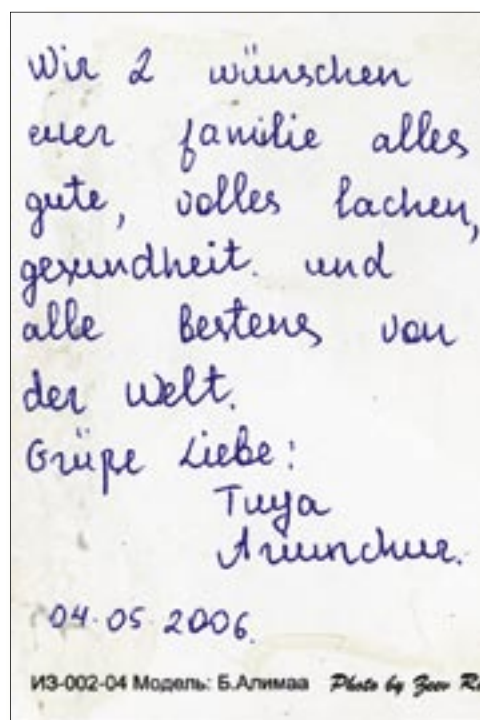 Wir 2 wünschen
euer familie alles
gute, volles lachen,
gesundheit. und
alle bestens von
der Welt.
Grüße Liebe:
Tuya
04.05.2006.
ИЗ-002-04 Модель: Б.Алимаа Photo by Zeev